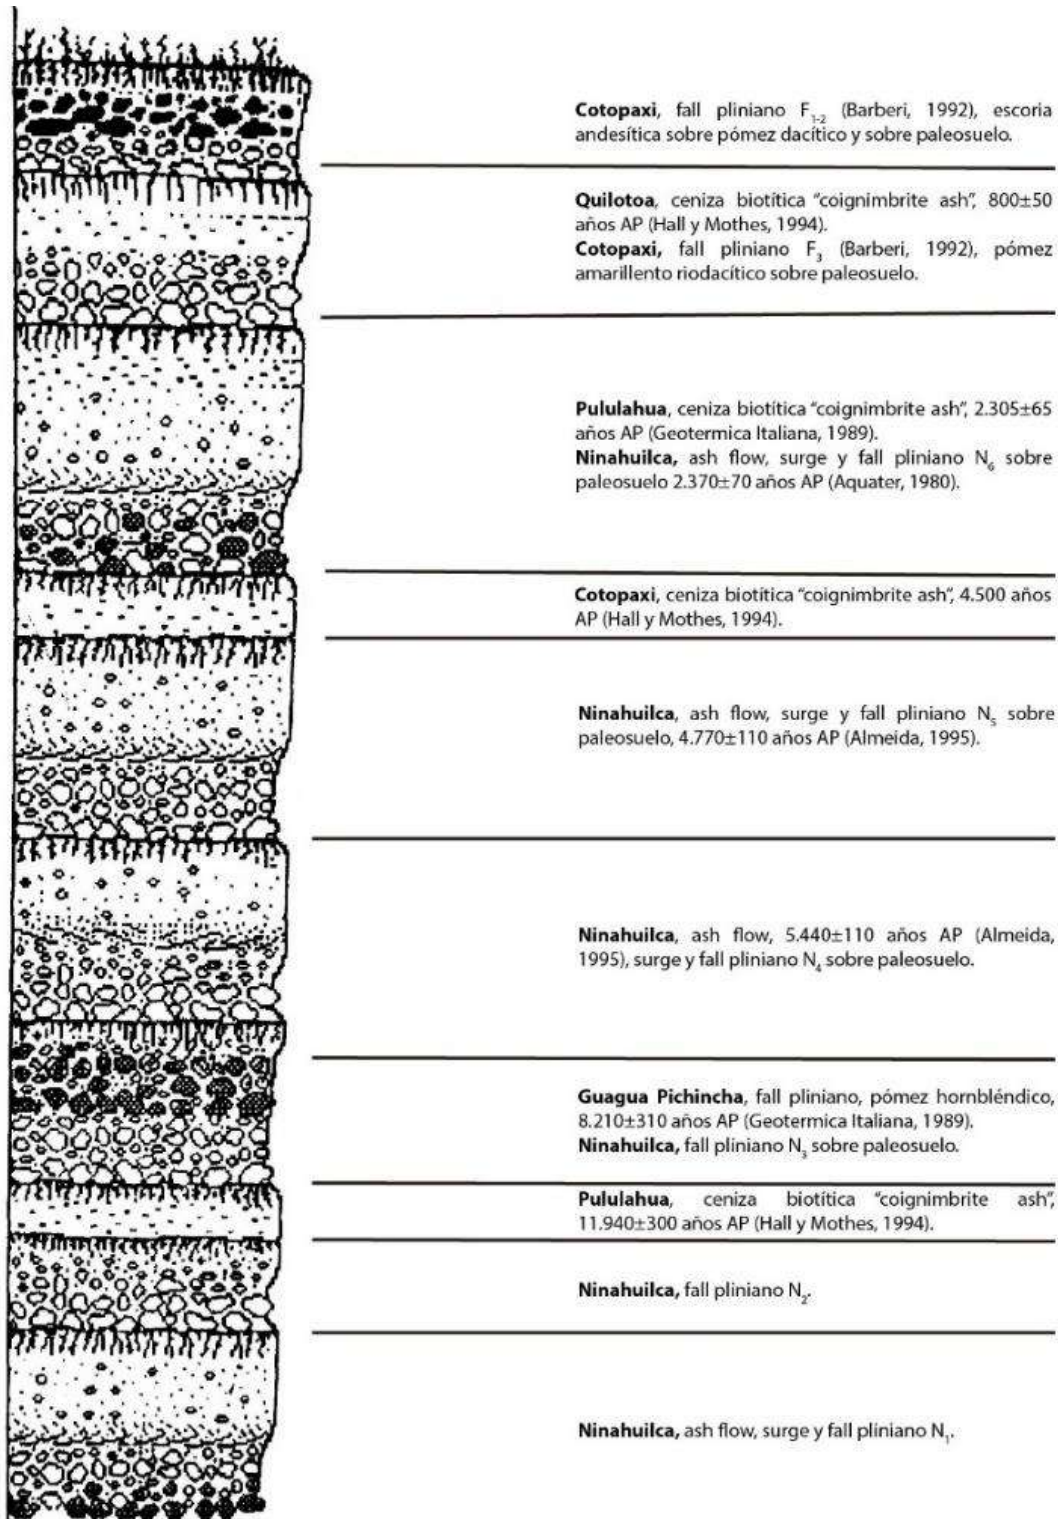 Cotopaxi, fall pliniano F₁₋₂ (Barberi, 1992), escoria
andesítica sobre pómez dacítico y sobre paleosuelo.
Quilotoa, ceniza biotítica “coignimbrite ash”, 800±50
años AP (Hall y Mothes, 1994).
Cotopaxi, fall pliniano F₃ (Barberi, 1992), pómez
amarillento riodacítico sobre paleosuelo.
Pululahua, ceniza biotítica “coignimbrite ash”, 2.305±65
años AP (Geotermica Italiana, 1989).
Ninahuilca, ash flow, surge y fall pliniano N₆ sobre
paleosuelo 2.370±70 años AP (Aquater, 1980).
Cotopaxi, ceniza biotítica “coignimbrite ash”, 4.500 años
AP (Hall y Mothes, 1994).
Ninahuilca, ash flow, surge y fall pliniano N₅ sobre
paleosuelo, 4.770±110 años AP (Almeida, 1995).
Ninahuilca, ash flow, 5.440±110 años AP (Almeida,
1995), surge y fall pliniano N₄ sobre paleosuelo.
Guagua Pichincha, fall pliniano, pómez hornbléndico,
8.210±310 años AP (Geotermica Italiana, 1989).
Ninahuilca, fall pliniano N₃ sobre paleosuelo.
Pululahua, ceniza biotítica “coignimbrite ash”,
11.940±300 años AP (Hall y Mothes, 1994).
Ninahuilca, fall pliniano N₂.
Ninahuilca, ash flow, surge y fall pliniano N₁.